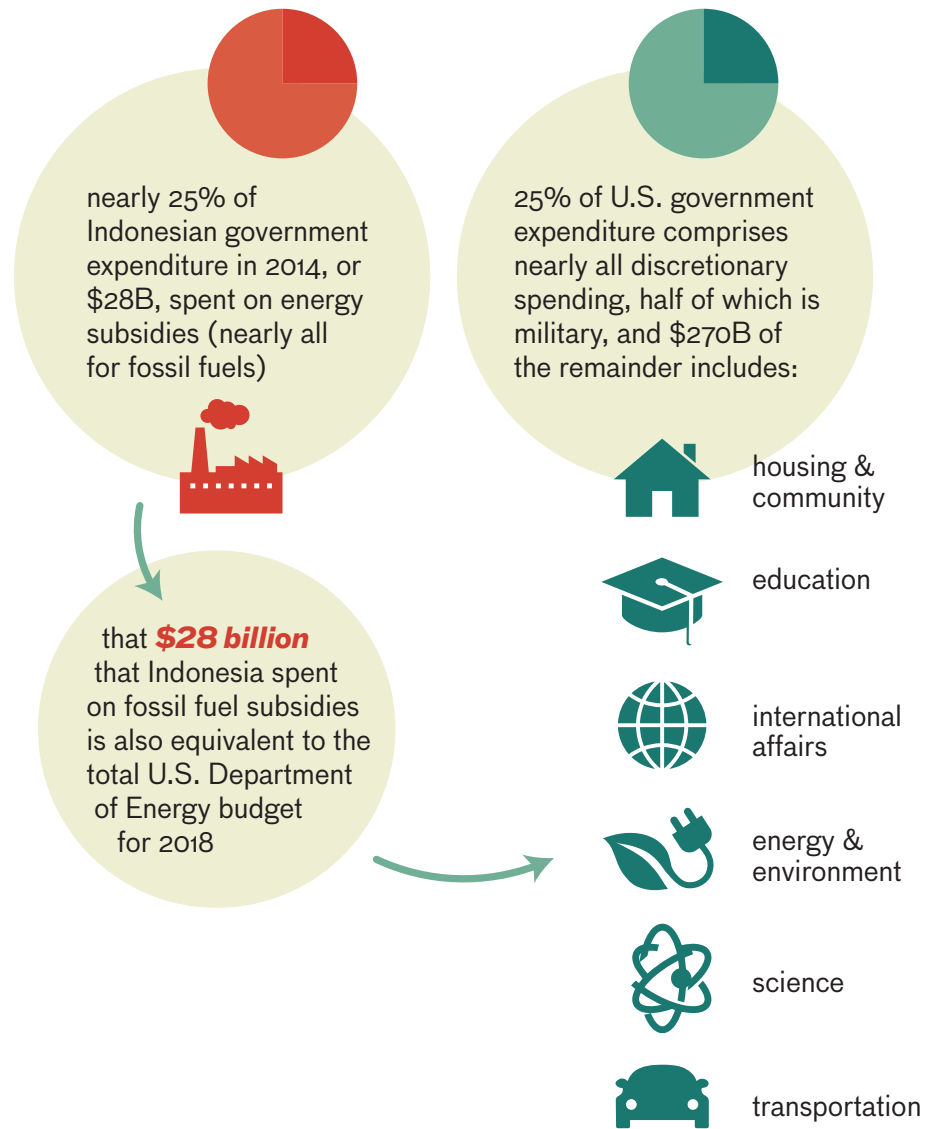 nearly 25% of
Indonesian government
expenditure in 2014, or
$28B, spent on energy
subsidies (nearly all
for fossil fuels)
that $28 billion
that Indonesia spent
on fossil fuel subsidies
is also equivalent to the
total U.S. Department
of Energy budget
for 2018
25% of U.S. government
expenditure comprises
nearly all discretionary
spending, half of which is
military, and $270B of
the remainder includes:
housing &
community
education
international
affairs
energy &
environment
science
transportation